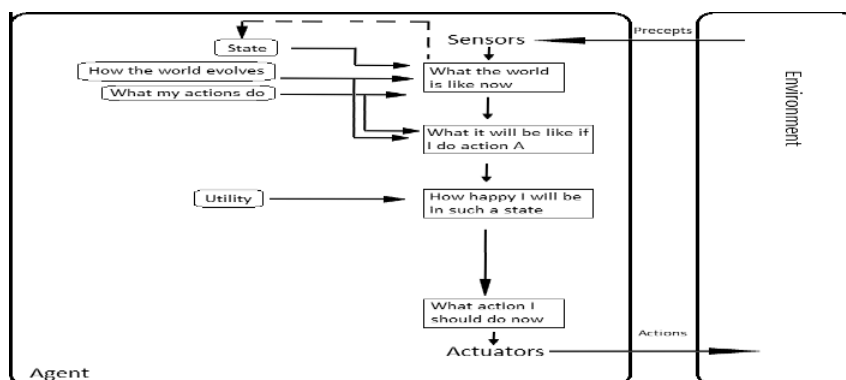 Sensors
Precepts
State
How the world evolves
What the world
is like now
What my actions do
What it will be like if
I do action A
Utility
How happy I will be
In such a state
What action I
should do now
Actuators
Actions
Agent
Environment